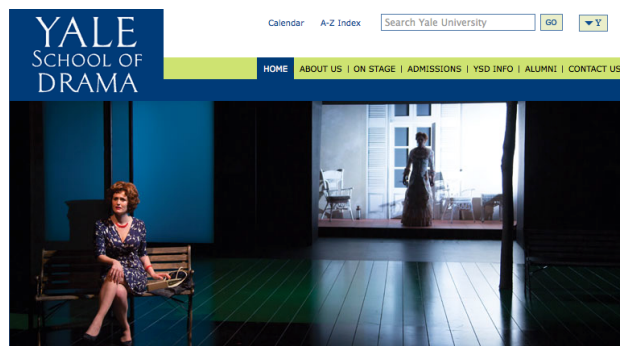 YALE
SCHOOL OF
DRAMA
Calendar A-Z Index Search Yale University GO Y
HOME ABOUT US | ON STAGE | ADMISSIONS | YSD INFO | ALUMNI | CONTACT US